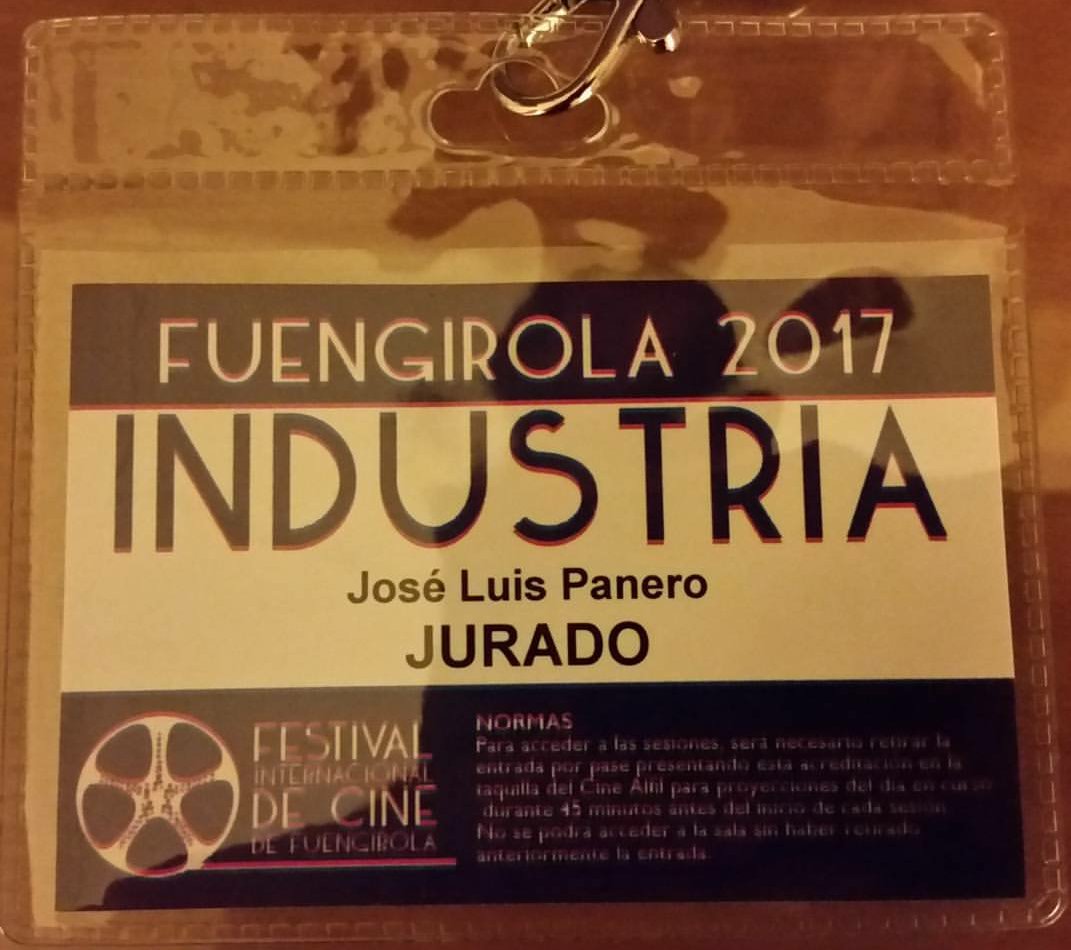 FUENGIROLA 2017
INDUSTRIA
José Luis Panero
JURADO
FESTIVAL
INTERNACIONAL
DE CINE
DE FUENGIROLA
NORMAS
Para acceder a las sesiones, será necesario retirar la
entrada por pase presentando esta acreditación en la
taquilla del Cine Alfil para proyecciones del día en curso
durante 45 minutos antes del inicio de cada sesión
No se podrá acceder a la sala sin haber retirado
anteriormente la entrada.